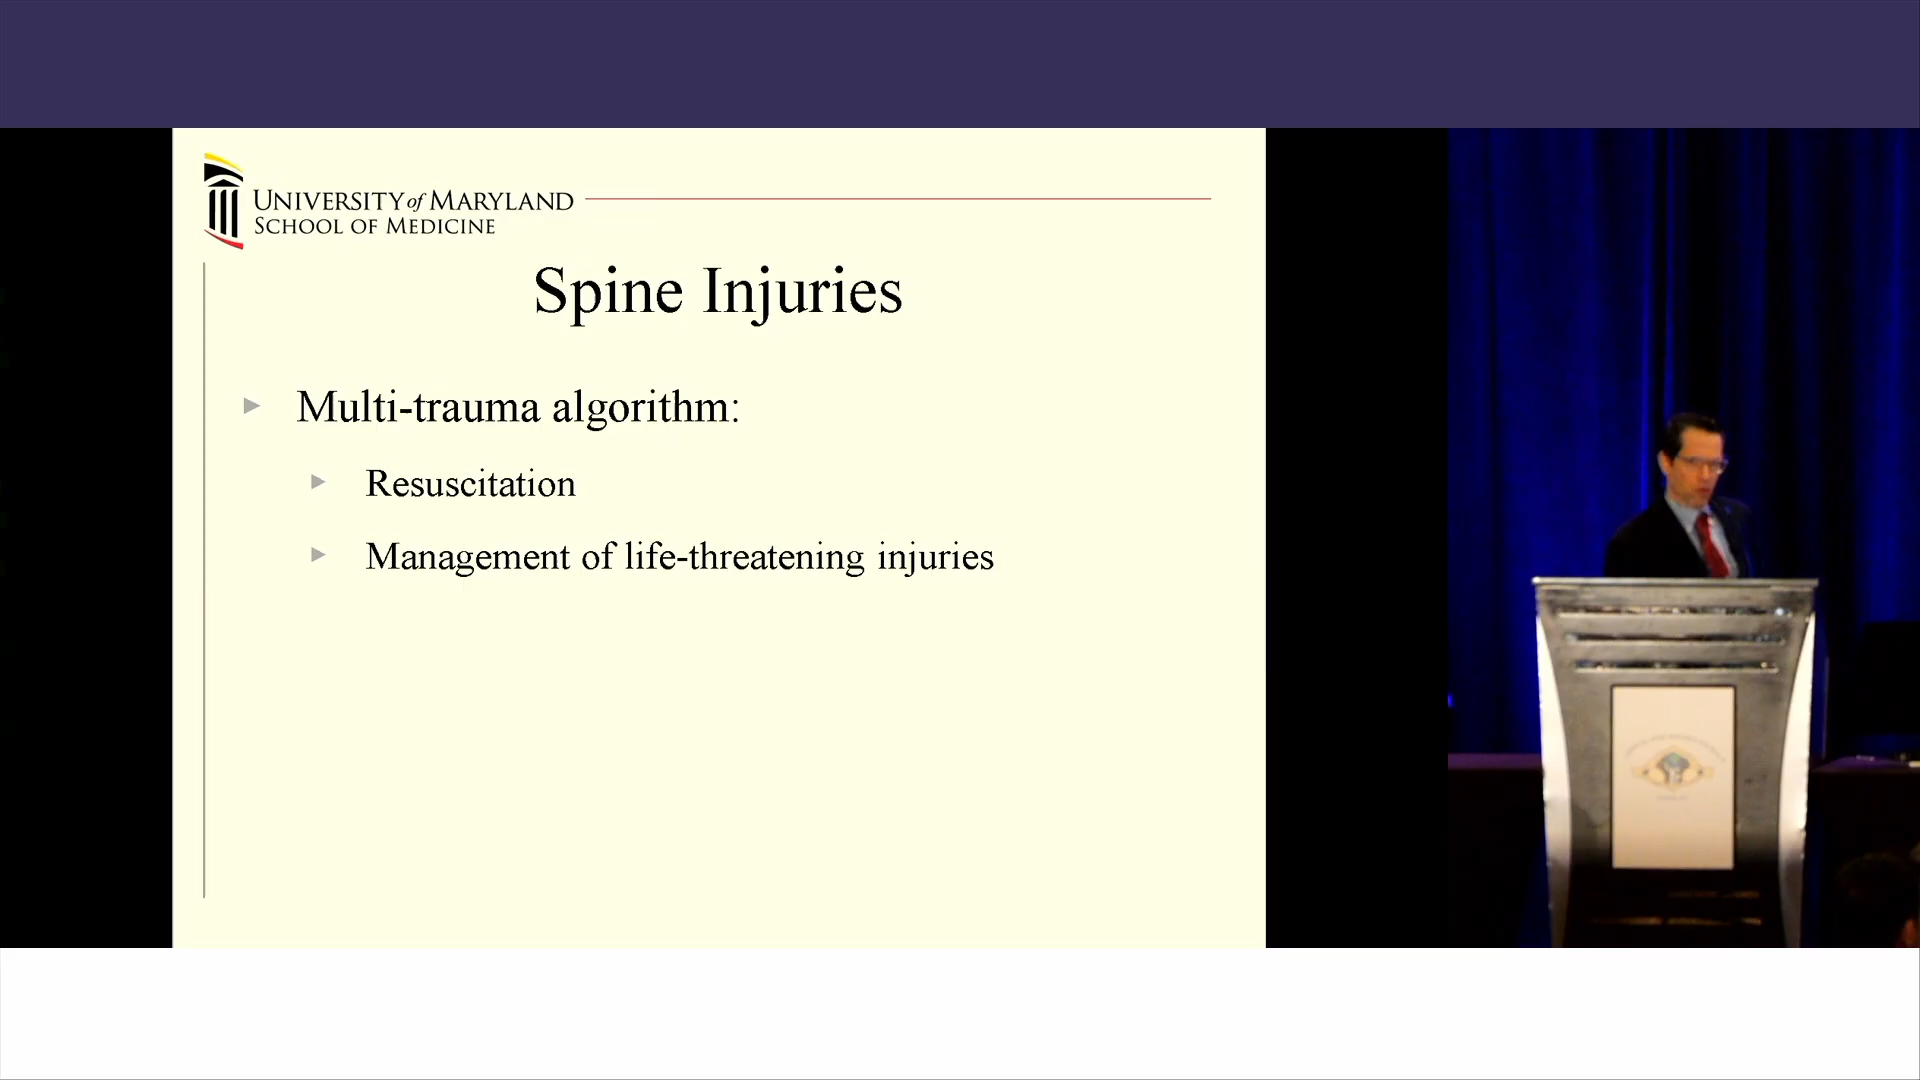 UNIVERSITY of MARYLAND
SCHOOL OF MEDICINE
Spine Injuries
Multi-trauma algorithm:
Resuscitation
Management of life-threatening injuries